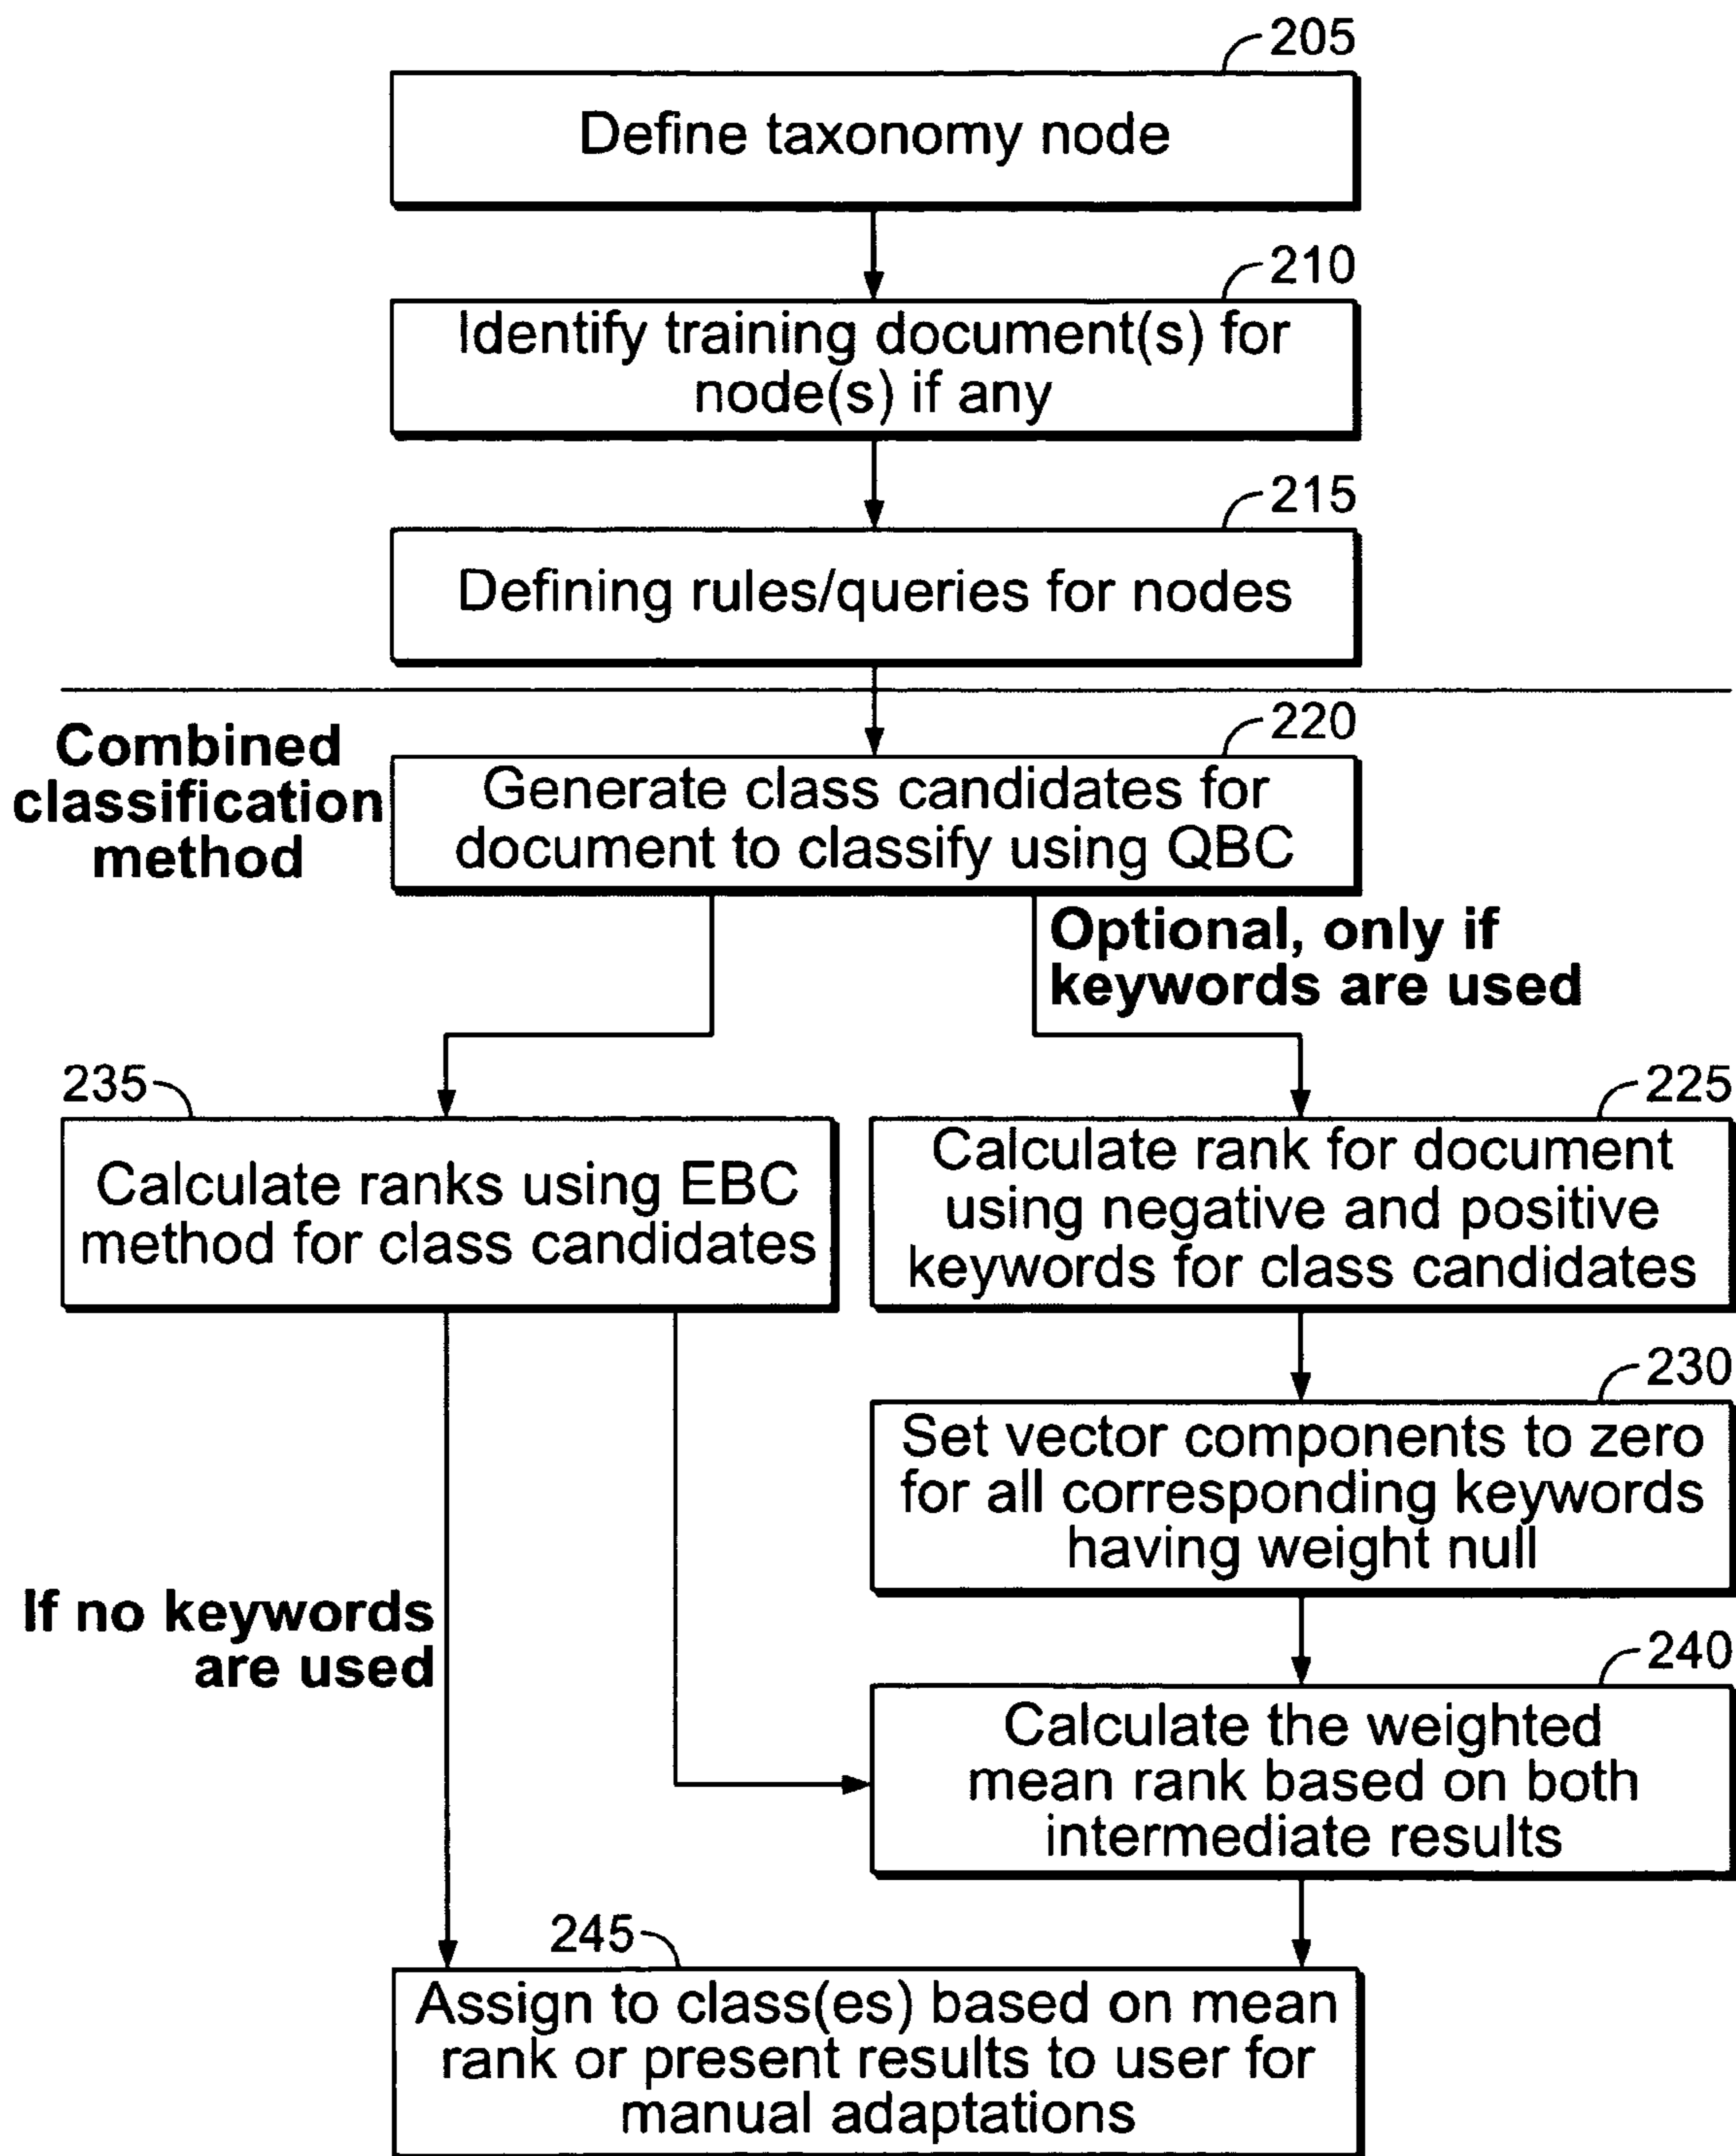 205
Define taxonomy node
210
Identify training document(s) for
node(s) if any
215
Defining rules/queries for nodes
Combined
classification
method
220
Generate class candidates for
document to classify using QBC
Optional, only if
keywords are used
235
Calculate ranks using EBC
method for class candidates
225
Calculate rank for document
using negative and positive
keywords for class candidates
230
Set vector components to zero
for all corresponding keywords
having weight null
If no keywords
are used
240
Calculate the weighted
mean rank based on both
intermediate results
245
Assign to class(es) based on mean
rank or present results to user for
manual adaptations